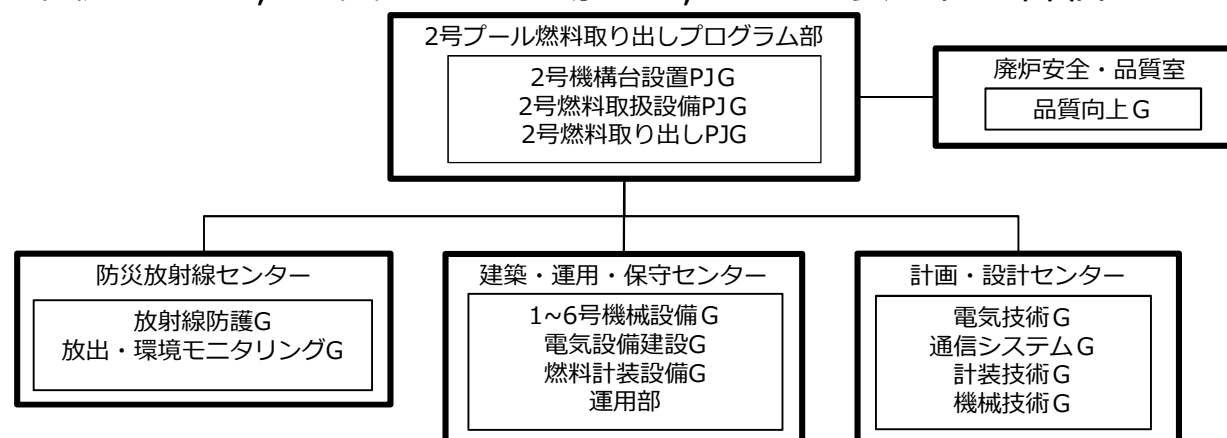 2号プール燃料取り出しプログラム部
2号機構台設置PJG
2号燃料取扱設備PJG
2号燃料取り出しPJG
廃炉安全・品質室
品質向上G
防災放射線センター
放射線防護G
放出・環境モニタリングG
建築・運用・保守センター
1~6号機械設備G
電気設備建設G
燃料計装設備G
運用部
計画・設計センター
電気技術G
通信システムG
計装技術G
機械技術G